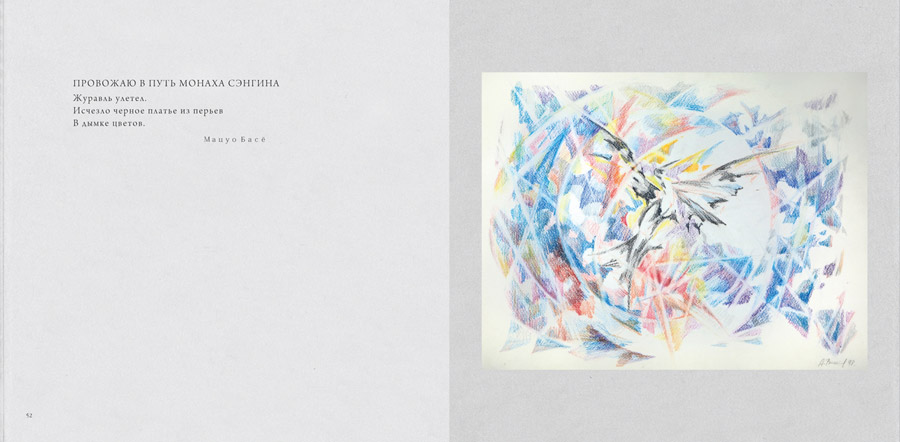 ПРОВОЖАЮ В ПУТЬ МОНАХА СЭНГИНА
Журавль улетел.
Исчезло черное платье из перьев
В дымке цветов.
Мацуо Басё
52